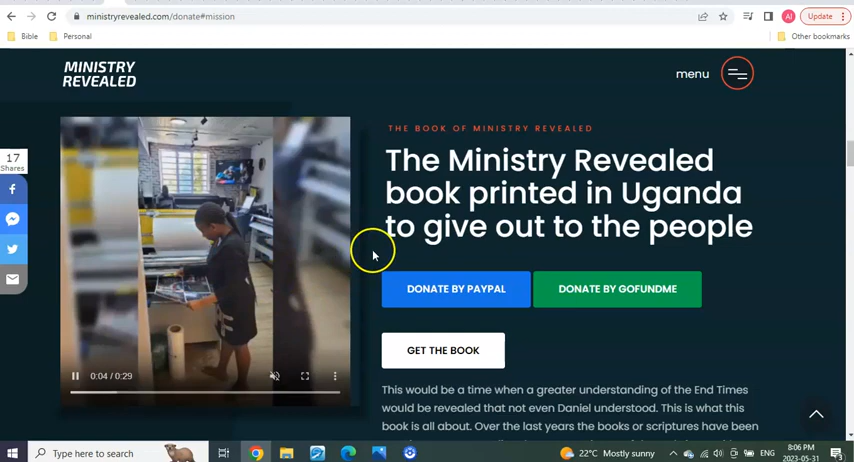 ministryrevealed.com/donate#mission
Update
Bible
Personal
Other bookmarks
MINISTRY
REVEALED
menu
17
Shares
THE BOOK OF MINISTRY REVEALED
The Ministry Revealed
book printed in Uganda
to give out to the people
DONATE BY PAYPAL
DONATE BY GOFUNDME
GET THE BOOK
0:04 / 0:29
This would be a time when a greater understanding of the End Times
would be revealed that not even Daniel understood. This is what this
book is all about. Over the last years the books or scriptures have been
Type here to search
22°C Mostly sunny
ENG
8:06 PM
2023-05-31